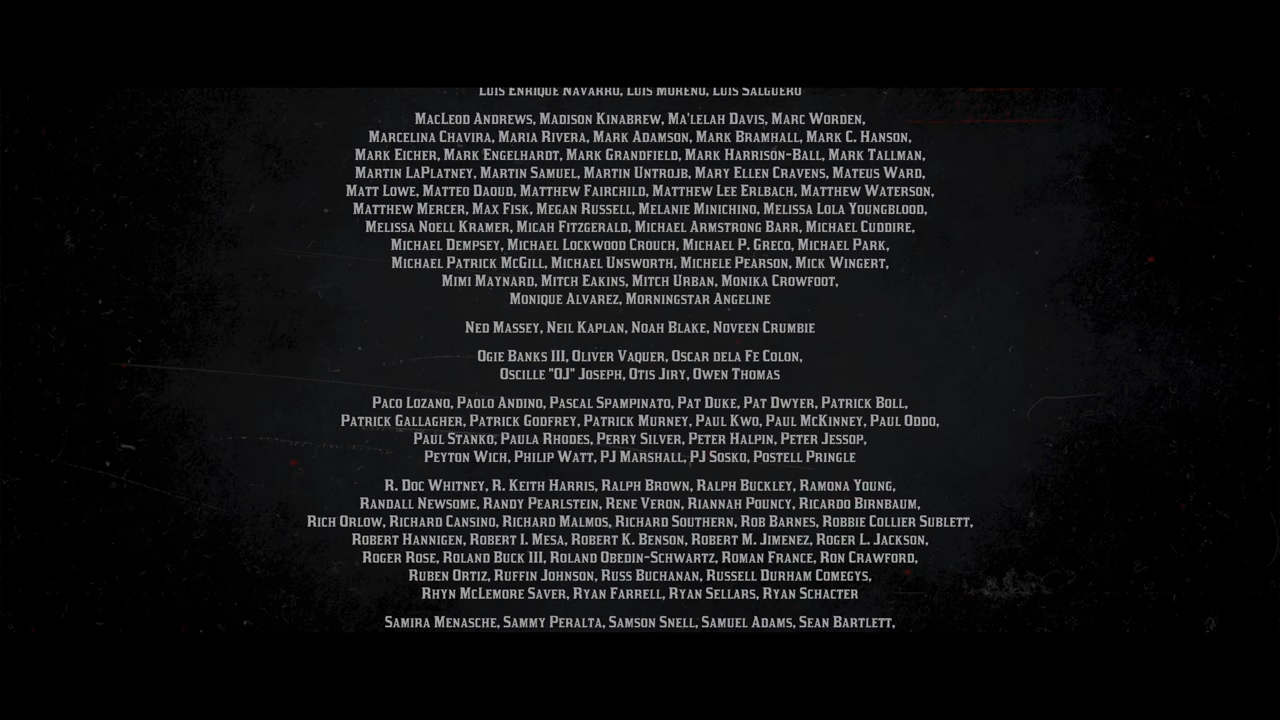 Luis Enrique Navarro, Luis Moreno, Luis Salguero
MacLeod Andrews, Madison Kinabrew, Ma'lelah Davis, Marc Worden,
Marcelina Chavira, Maria Rivera, Mark Adamson, Mark Bramhall, Mark C. Hanson,
Mark Eicher, Mark Engelhardt, Mark Grandfield, Mark Harrison-Ball, Mark Tallman,
Martin LaPlatney, Martin Samuel, Martin Untrojb, Mary Ellen Cravens, Mateus Ward,
Matt Lowe, Matteo Daoud, Matthew Fairchild, Matthew Lee Erlbach, Matthew Waterson,
Matthew Mercer, Max Fisk, Megan Russell, Melanie Minichino, Melissa Lola Youngblood,
Melissa Noell Kramer, Micah Fitzgerald, Michael Armstrong Barr, Michael Cuddire,
Michael Dempsey, Michael Lockwood Crouch, Michael P. Greco, Michael Park,
Michael Patrick McGill, Michael Unsworth, Michele Pearson, Mick Wingert,
Mimi Maynard, Mitch Eakins, Mitch Urban, Monika Crowfoot,
Monique Alvarez, Morningstar Angeline
Ned Massey, Neil Kaplan, Noah Blake, Noveen Crumbie
Ogie Banks III, Oliver Vaquer, Oscar dela Fe Colon,
Oscille "OJ" Joseph, Otis Jiry, Owen Thomas
Paco Lozano, Paolo Andino, Pascal Spampinato, Pat Duke, Pat Dwyer, Patrick Boll,
Patrick Gallagher, Patrick Godfrey, Patrick Murney, Paul Kwo, Paul McKinney, Paul Oddo,
Paul Stanko, Paula Rhodes, Perry Silver, Peter Halpin, Peter Jessop,
Peyton Wich, Philip Watt, PJ Marshall, PJ Sosko, Postell Pringle
R. Doc Whitney, R. Keith Harris, Ralph Brown, Ralph Buckley, Ramona Young,
Randall Newsome, Randy Pearlstein, Rene Veron, Riannah Pouncy, Ricardo Birnbaum,
Rich Orlow, Richard Cansino, Richard Malmos, Richard Southern, Rob Barnes, Robbie Collier Sublett,
Robert Hannigen, Robert I. Mesa, Robert K. Benson, Robert M. Jimenez, Roger L. Jackson,
Roger Rose, Roland Buck III, Roland Obedin-Schwartz, Roman France, Ron Crawford,
Ruben Ortiz, Ruffin Johnson, Russ Buchanan, Russell Durham Comegys,
Rhyn McLemore Saver, Ryan Farrell, Ryan Sellars, Ryan Schacter
Samira Menasche, Sammy Peralta, Samson Snell, Samuel Adams, Sean Bartlett,